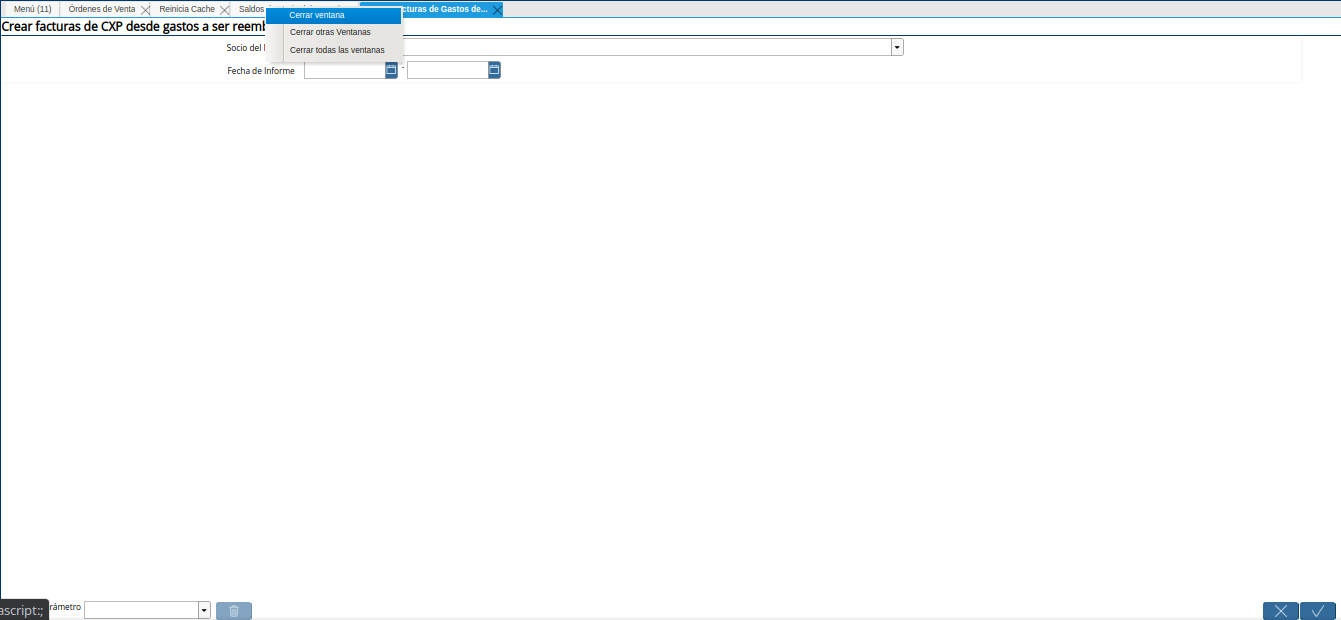 Menú (11) Órdenes de Venta Reinicia Cache Saldos cturas de Gastos de...
Cerrar ventana
Crear facturas de CXP desde gastos a ser reemb
Cerrar otras Ventanas
Socio del
Cerrar todas las ventanas
Fecha de Informe -
ascript:; rámetro